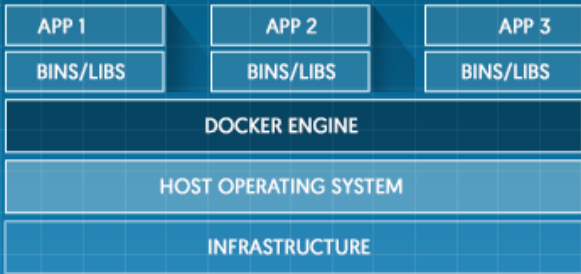 APP 1 APP 2 APP 3
BINS/LIBS BINS/LIBS BINS/LIBS
DOCKER ENGINE
HOST OPERATING SYSTEM
INFRASTRUCTURE